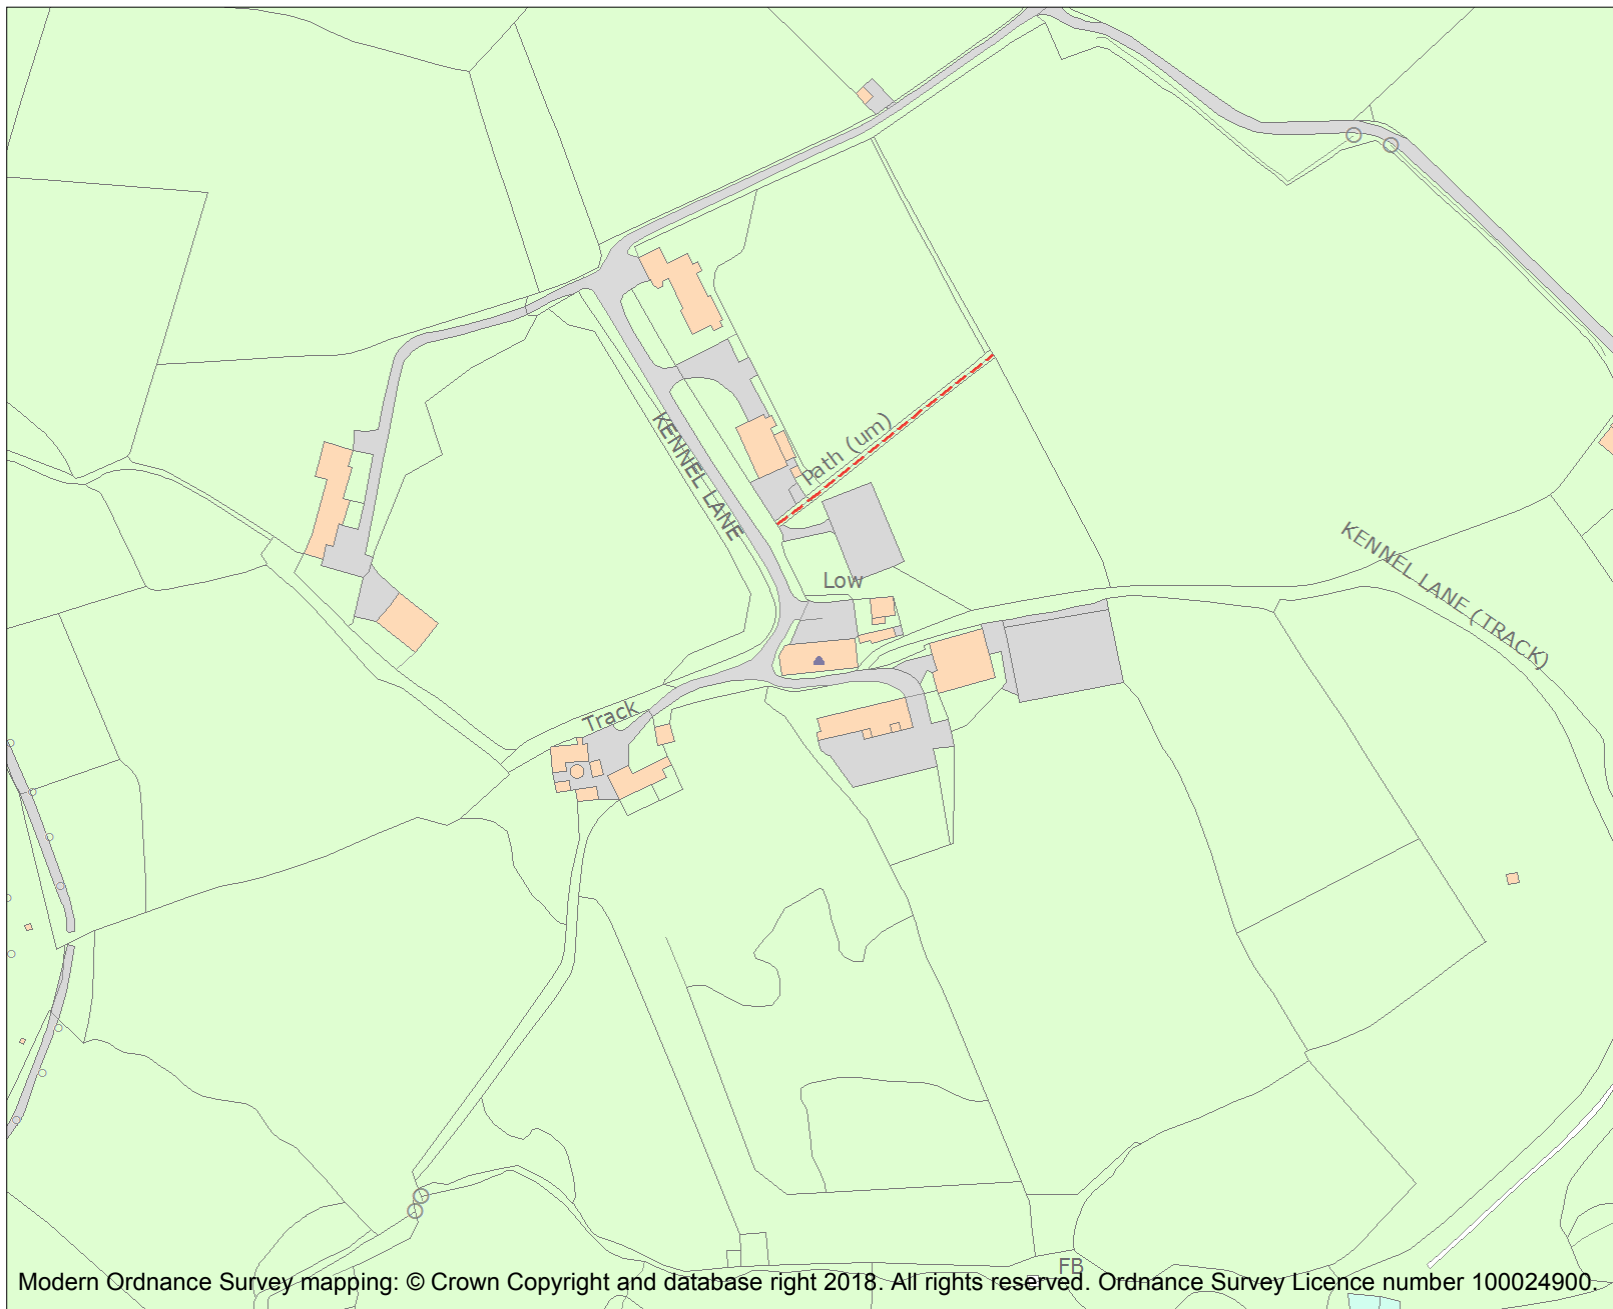 KENNEL LANE
Path (um)
KENNEL LANE (TRACK)
Low
Track
FB
Modern Ordnance Survey mapping: © Crown Copyright and database right 2018. All rights reserved. Ordnance Survey Licence number 100024900.